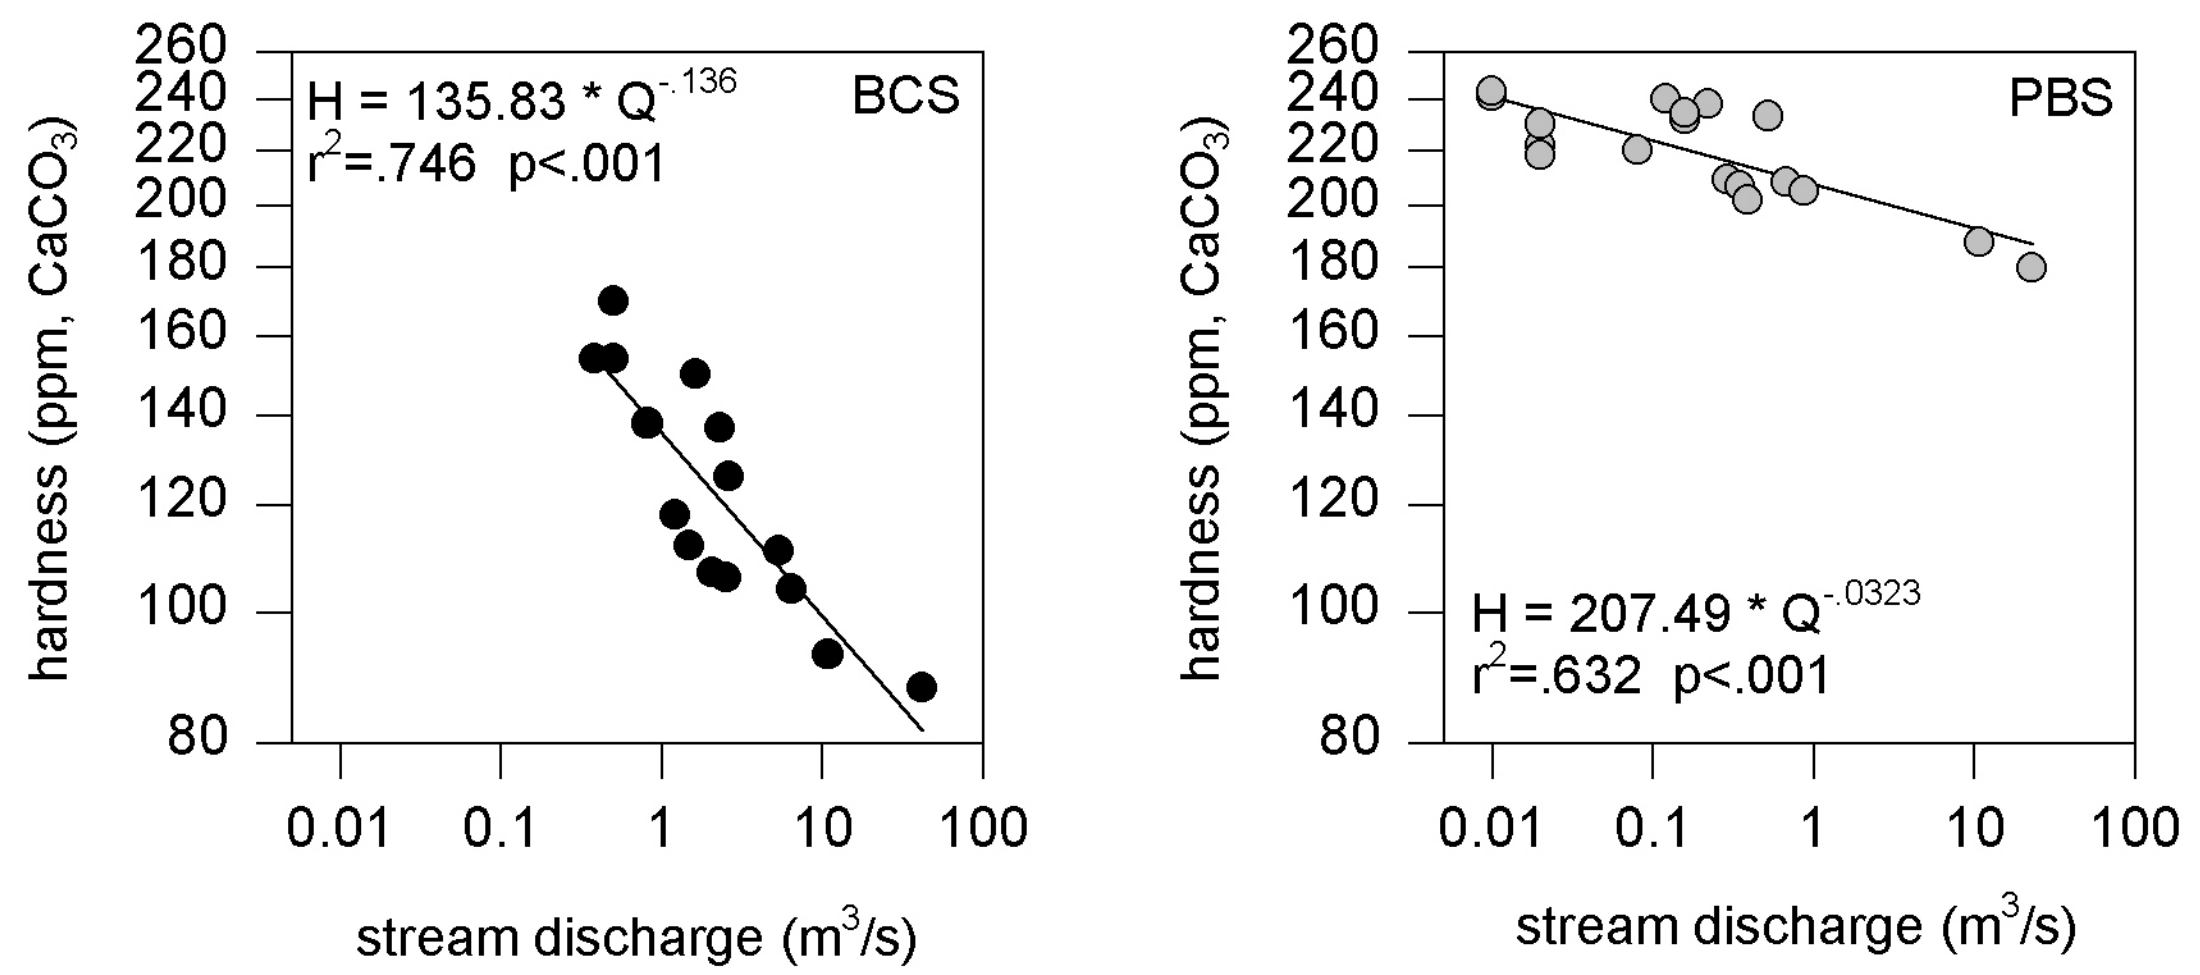 260
240
220
200
180
160
140
120
100
80
hardness (ppm, CaCO₃)
H = 135.83 * Q^-.136
r²=.746 p<.001
BCS
0.01 0.1 1 10 100
stream discharge (m³/s)
260
240
220
200
180
160
140
120
100
80
hardness (ppm, CaCO₃)
PBS
H = 207.49 * Q^-.0323
r²=.632 p<.001
0.01 0.1 1 10 100
stream discharge (m³/s)